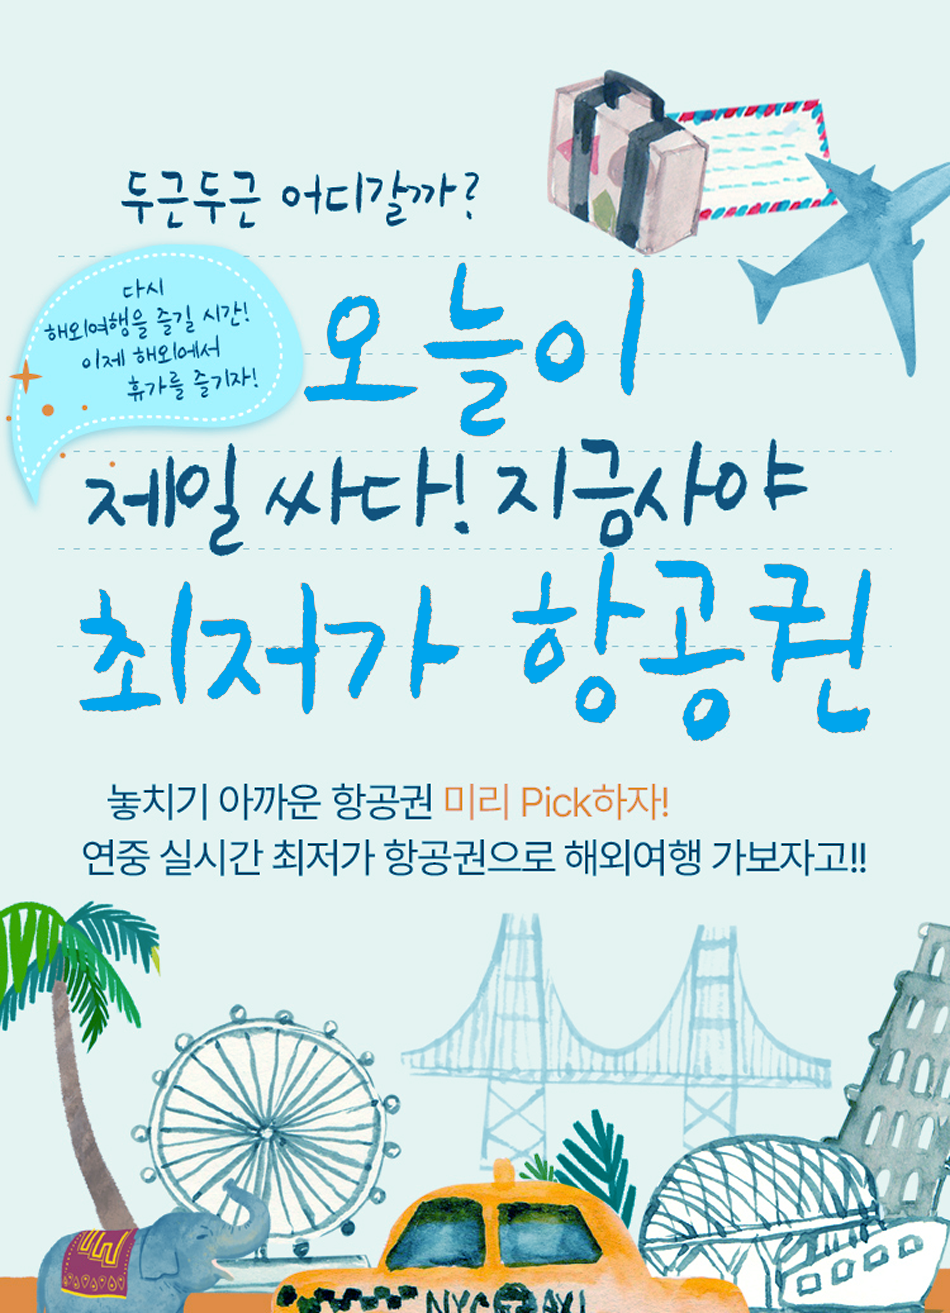 두근두근 어디갈까?
다시
해외여행을 즐길 시간!
이제 해외에서
휴가를 즐기자!
오늘이
제일 싸다! 지금사야
최저가 항공권
놓치기 아까운 항공권 미리 Pick하자!
연중 실시간 최저가 항공권으로 해외여행 가보자고!!
NYC TAXI